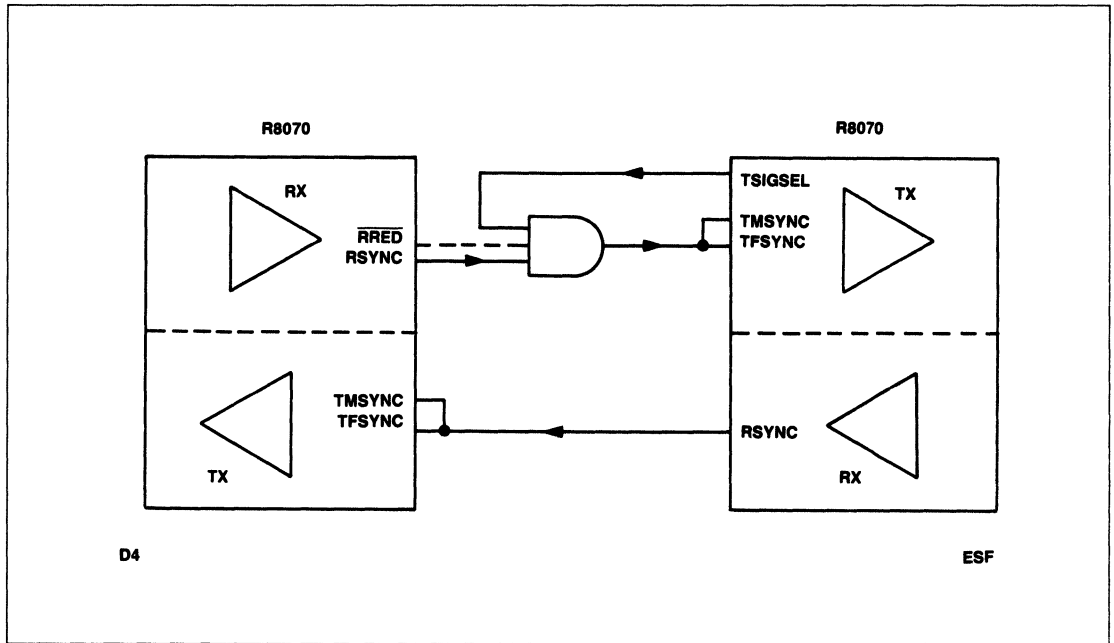 R8070
R8070
RX
RRED
RSYNC
TSIGSEL
TMSYNC
TFSYNC
TX
TMSYNC
TFSYNC
TX
RSYNC
RX
D4
ESF